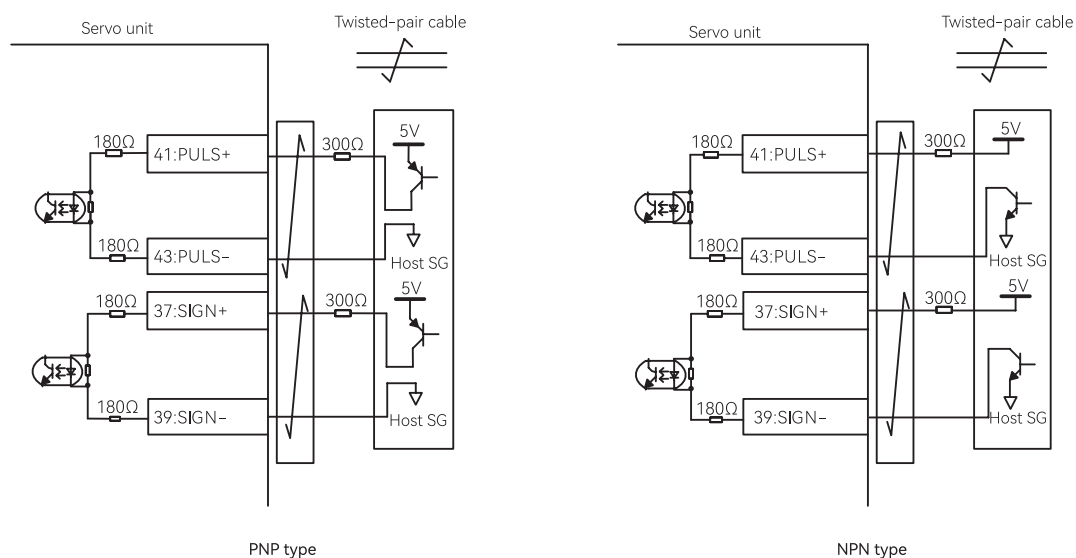 Servo unit
Twisted-pair cable
180Ω
41:PULS+
300Ω
5V
180Ω
43:PULS-
Host SG
180Ω
37:SIGN+
300Ω
5V
180Ω
39:SIGN-
Host SG
PNP type
Servo unit
Twisted-pair cable
180Ω
41:PULS+
300Ω
5V
180Ω
43:PULS-
Host SG
180Ω
37:SIGN+
300Ω
5V
180Ω
39:SIGN-
Host SG
NPN type